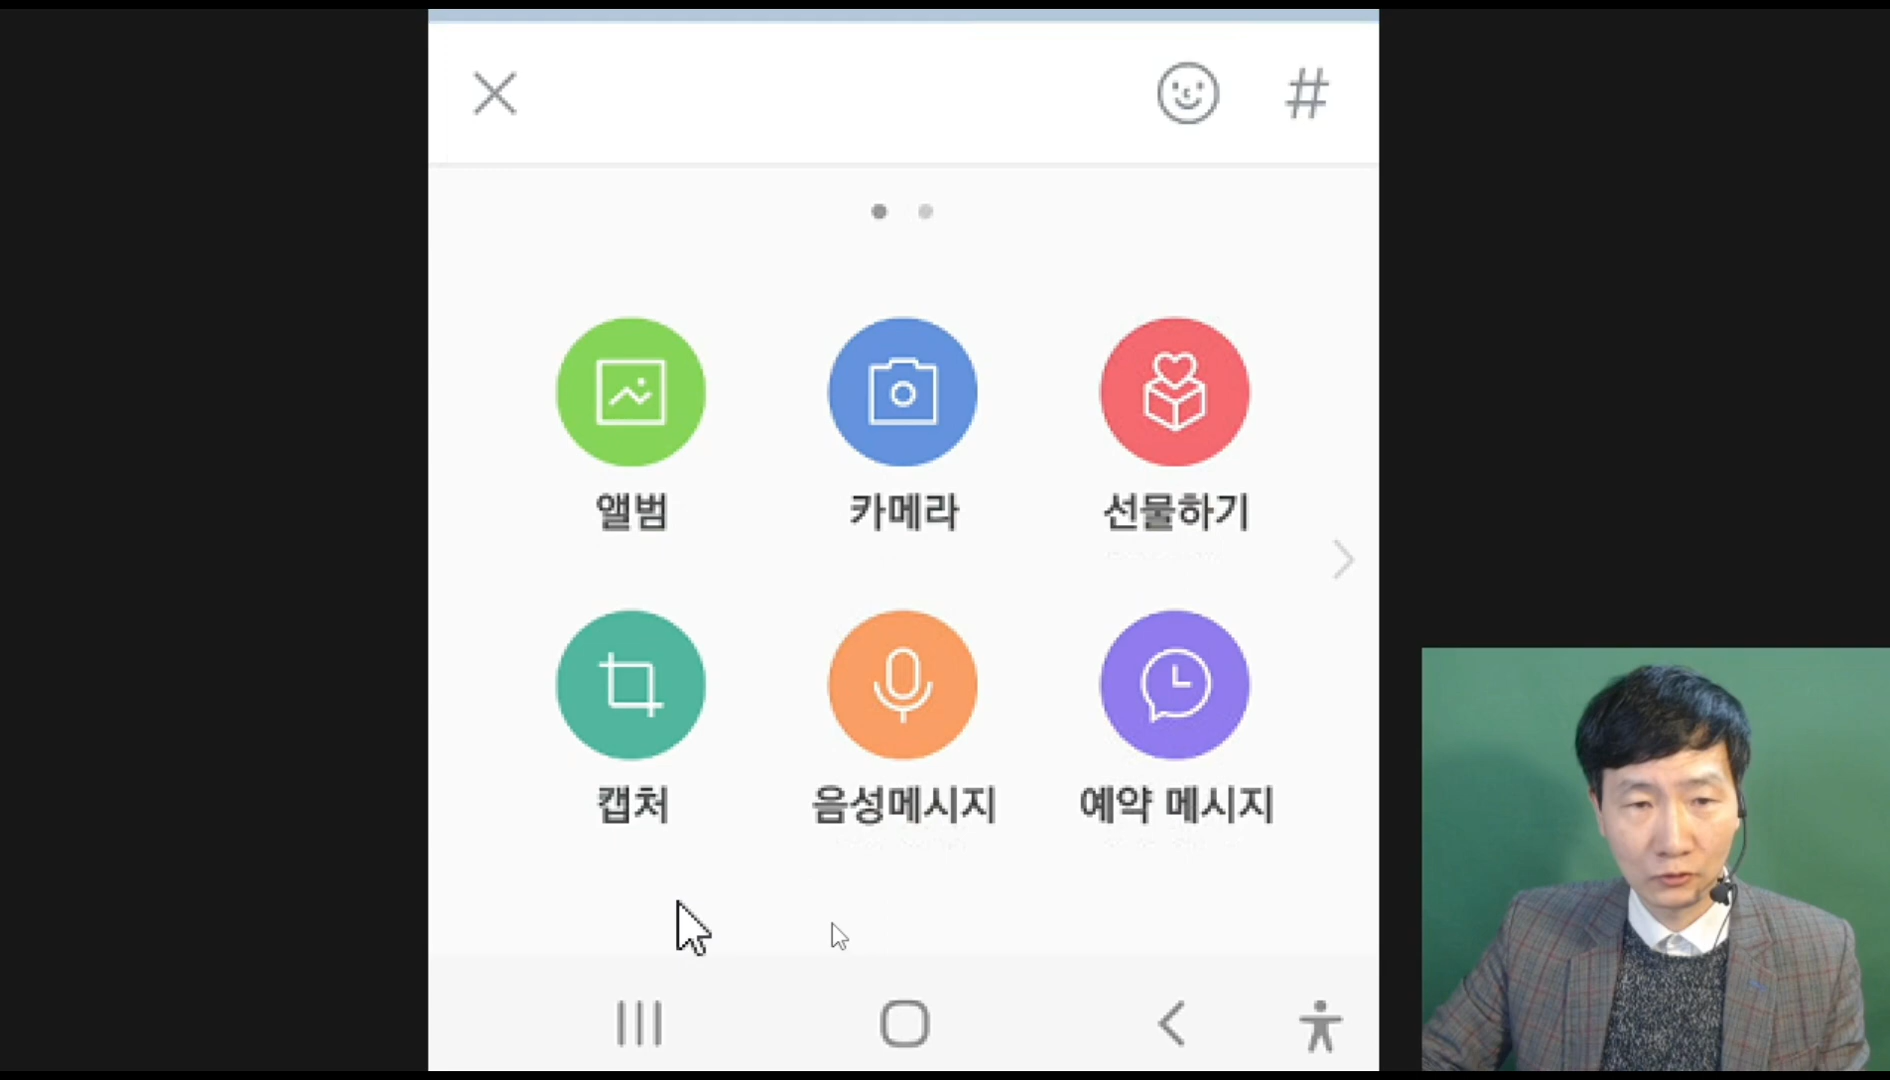 #
앨범
카메라
선물하기
캡처
음성메시지
예약 메시지